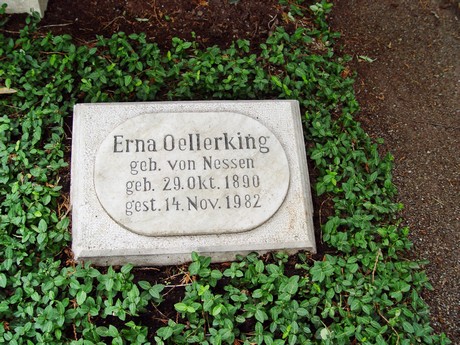 Erna Oellerking
geb. von Nessen
geb. 29. Okt. 1890
gest. 14. Nov. 1982